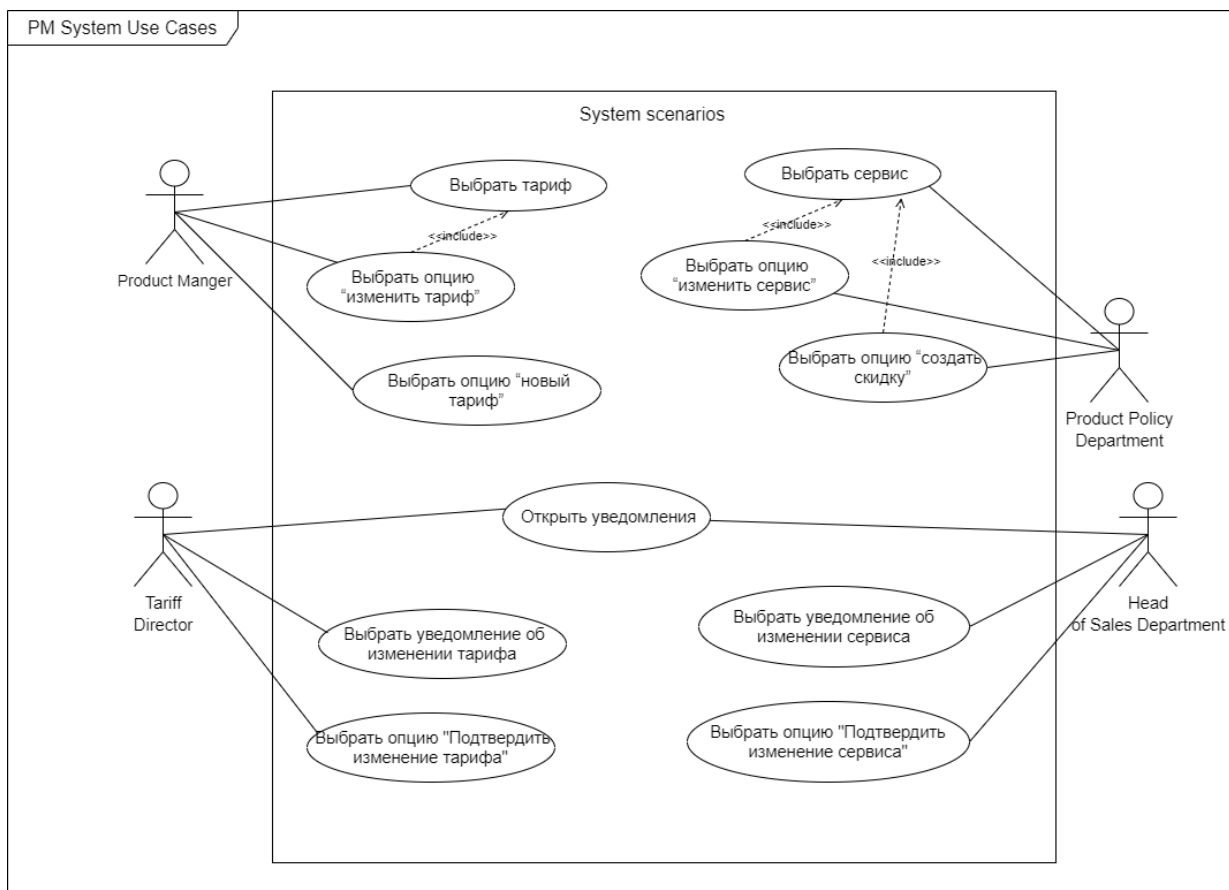 PM System Use Cases
System scenarios
Выбрать тариф
<<include>>
Выбрать опцию
“изменить тариф”
Выбрать опцию “новый
тариф”
Product Manger
Выбрать сервис
<<include>>
<<include>>
Выбрать опцию
“изменить сервис”
Выбрать опцию “создать
скидку”
Product Policy
Department
Открыть уведомления
Tariff
Director
Выбрать уведомление об
изменении тарифа
Выбрать опцию "Подтвердить
изменение тарифа"
Выбрать уведомление об
изменении сервиса
Выбрать опцию "Подтвердить
изменение сервиса"
Head
of Sales Department